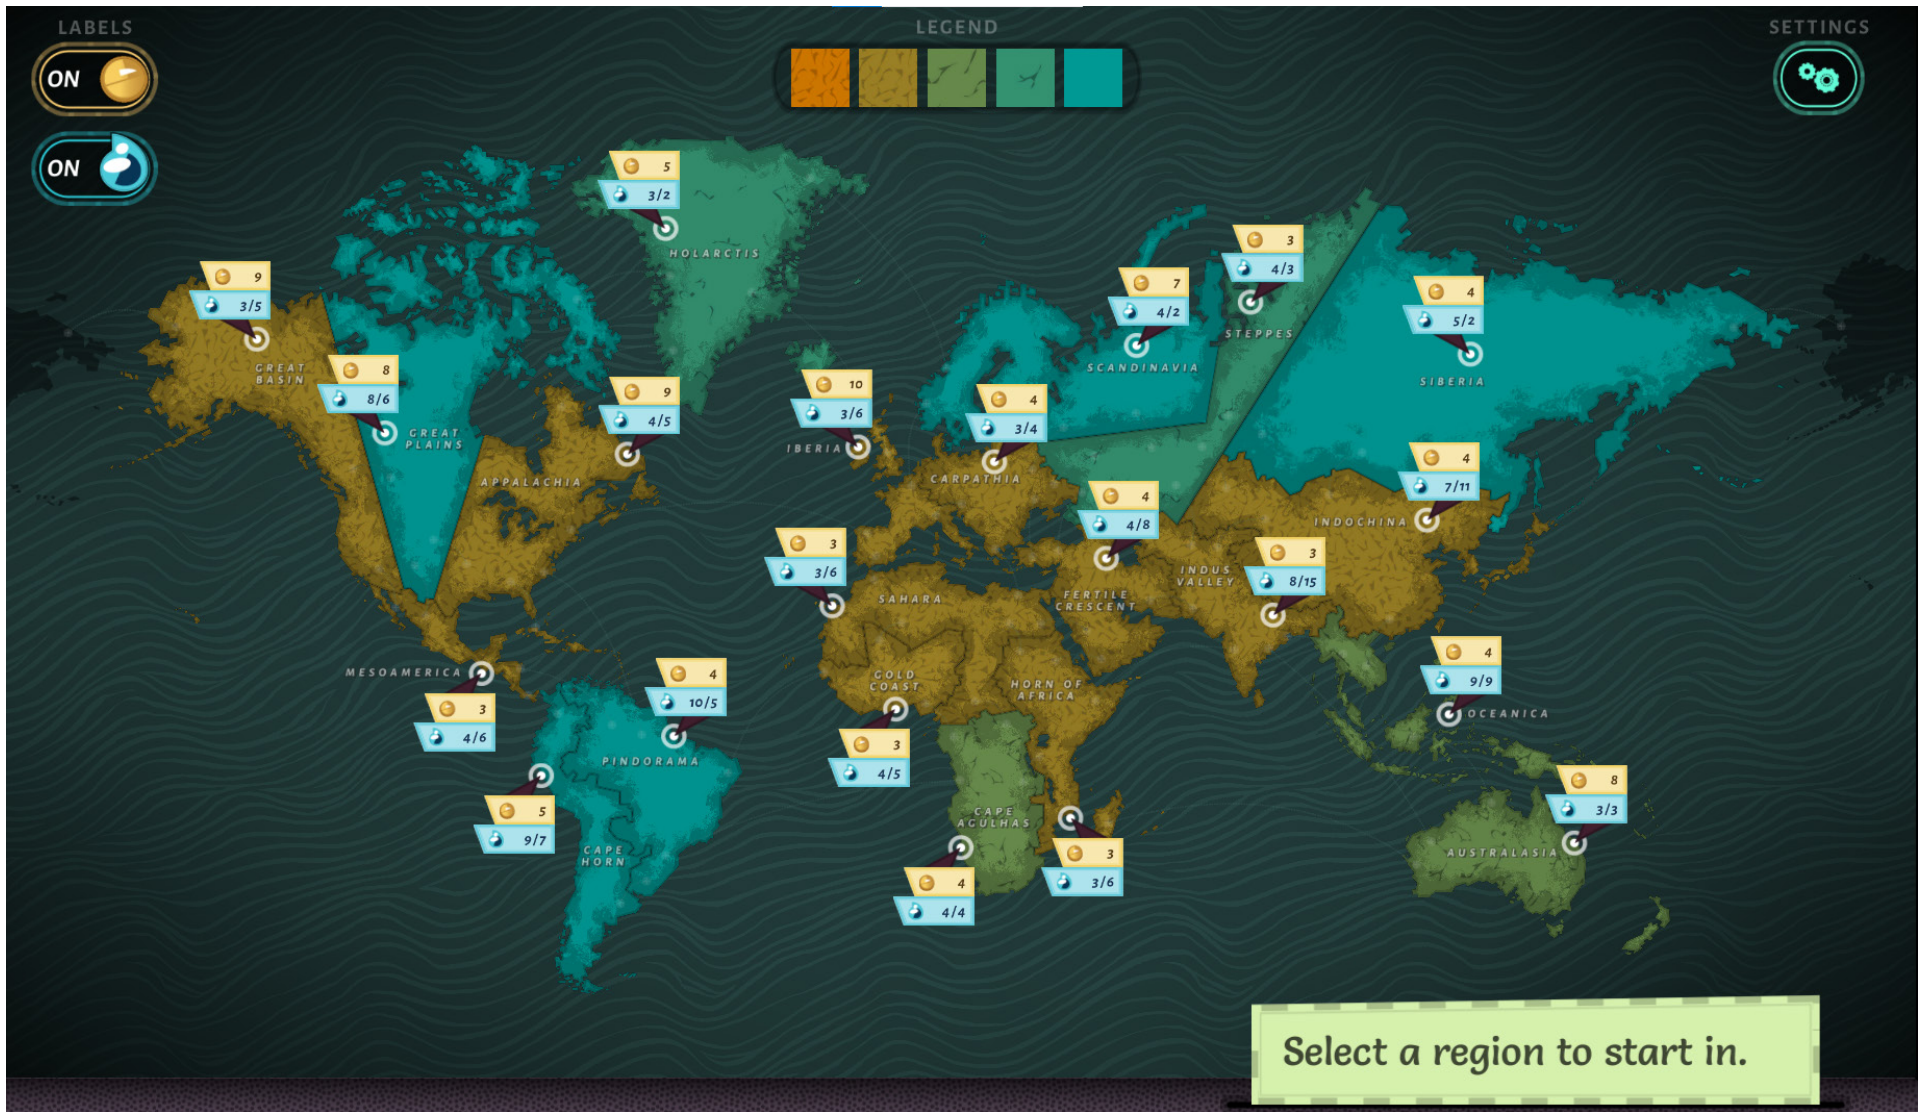 LABELS
LEGEND
SETTINGS
ON
ON
5
3/2
HOLARCTIS
3
4/3
STEPPES
9
3/5
GREAT
BASIN
7
4/2
SCANDINAVIA
4
5/2
SIBERIA
8
8/6
GREAT
PLAINS
9
4/5
APPALACHIA
10
3/6
IBERIA
4
3/4
CARPATHIA
4
7/11
INDOCHINA
4
4/8
FERTILE
CRESCENT
3
8/15
INDUS
VALLEY
3
3/6
SAHARA
MESOAMERICA
3
4/6
4
10/5
PINDORAMA
GOLD
COAST
3
4/5
HORN OF
AFRICA
3
3/6
4
9/9
OCEANICA
5
9/7
CAPE
HORN
CAPE
AGULHAS
4
4/4
8
3/3
AUSTRALASIA
Select a region to start in.